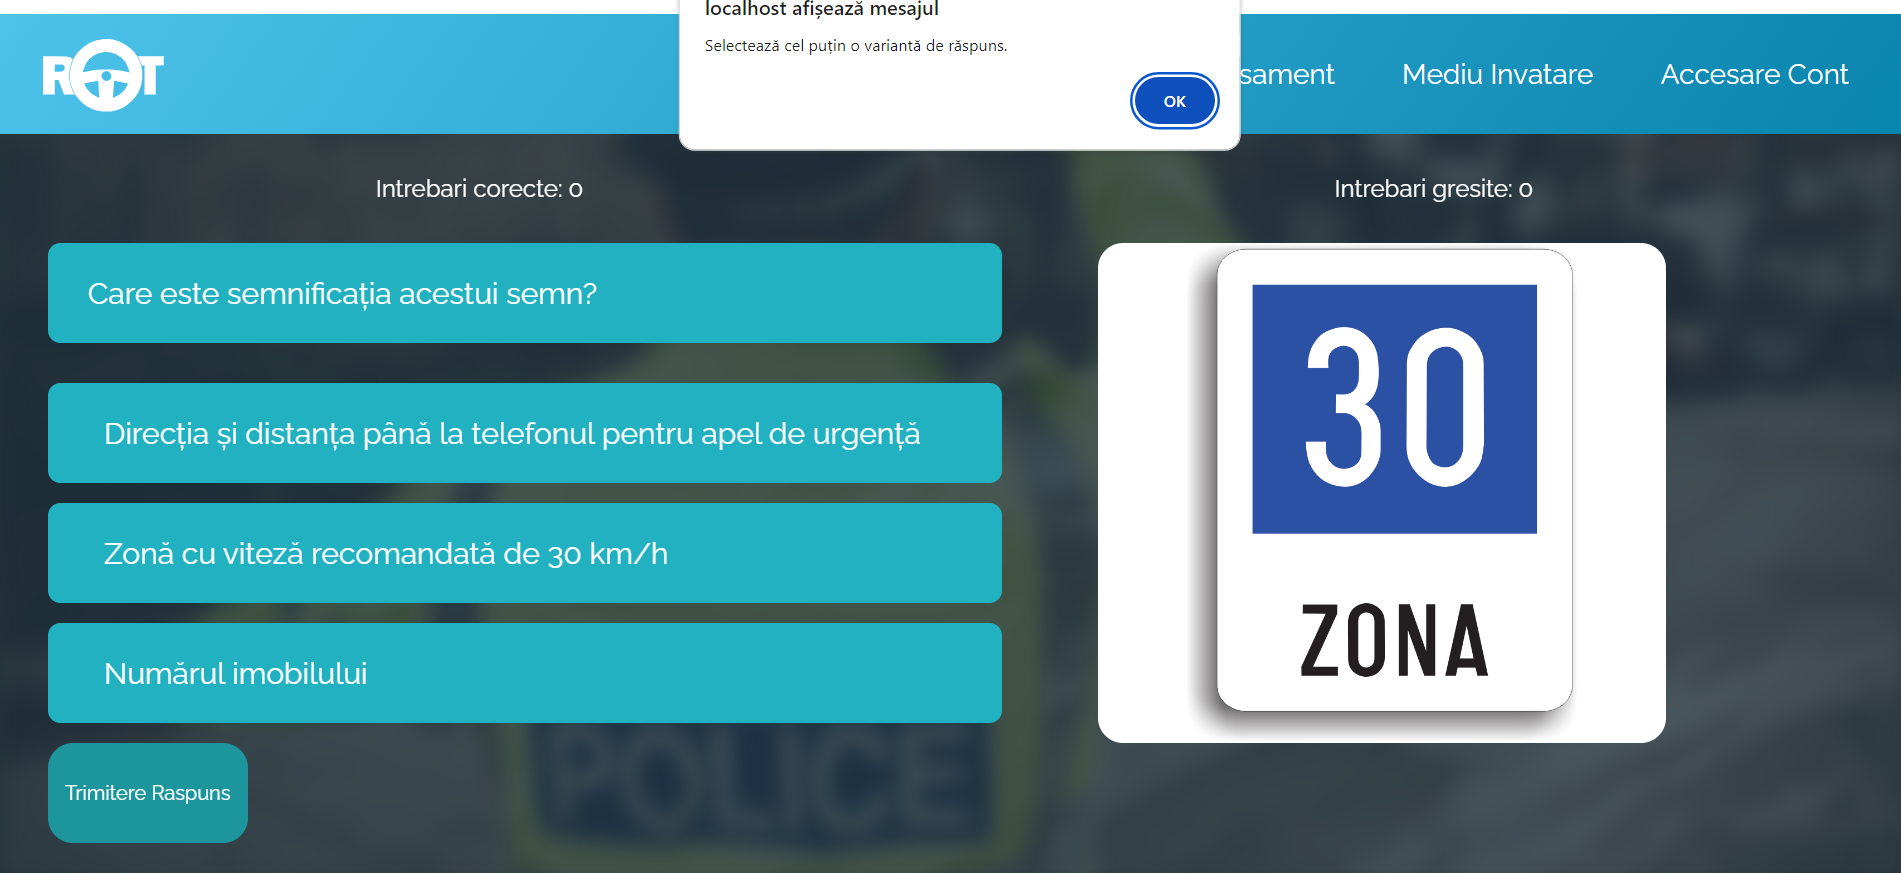 localhost afișează mesajul
Selectează cel puțin o variantă de răspuns.
OK
ROT
sament
Mediu Invatare
Accesare Cont
Intrebari corecte: 0
Intrebari gresite: 0
Care este semnificația acestui semn?
Direcția și distanța până la telefonul pentru apel de urgență
Zonă cu viteză recomandată de 30 km/h
Numărul imobilului
Trimitere Raspuns
30
ZONA
POLICE